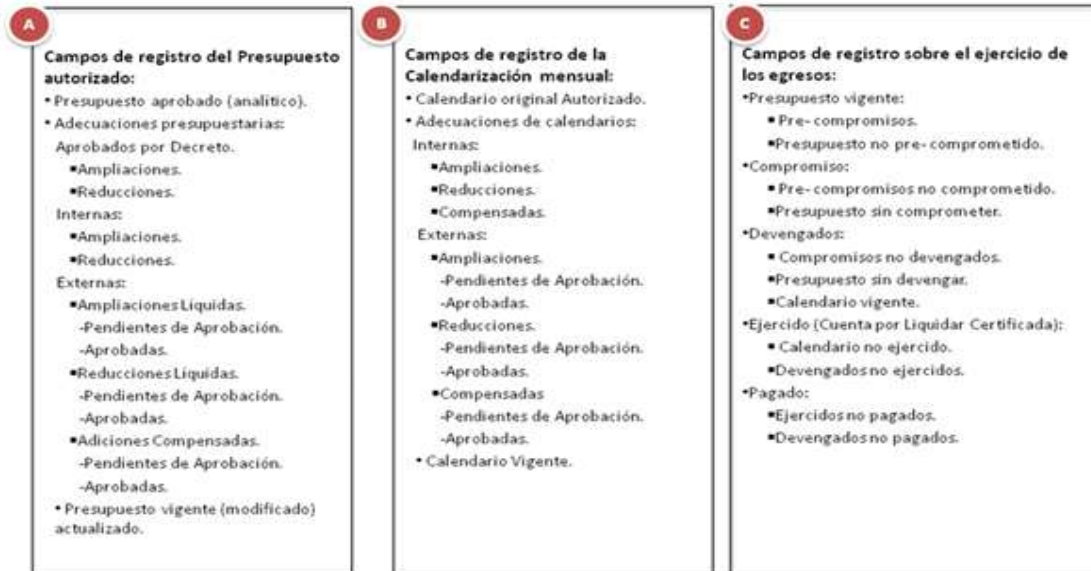 A
Campos de registro del Presupuesto
autorizado:
• Presupuesto aprobado (analítico).
• Adecuaciones presupuestarias:
Aprobados por Decreto.
▪Ampliaciones.
▪Reducciones.
Internas:
▪Ampliaciones.
▪Reducciones.
Externas:
▪Ampliaciones Líquidas.
-Pendientes de Aprobación.
-Aprobadas.
▪Reducciones Líquidas.
-Pendientes de Aprobación.
-Aprobadas.
▪Adiciones Compensadas.
-Pendientes de Aprobación.
-Aprobadas.
• Presupuesto vigente (modificado)
actualizado.
B
Campos de registro de la
Calendarización mensual:
• Calendario original Autorizado.
• Adecuaciones de calendarios:
Internas:
▪Ampliaciones.
▪Reducciones.
▪Compensadas.
Externas:
▪Ampliaciones.
-Pendientes de Aprobación.
-Aprobadas.
▪Reducciones.
-Pendientes de Aprobación.
-Aprobadas.
▪Compensadas
-Pendientes de Aprobación.
-Aprobadas.
• Calendario Vigente.
C
Campos de registro sobre el ejercicio de
los egresos:
•Presupuesto vigente:
▪ Pre- compromisos.
▪Presupuesto no pre- comprometido.
•Compromiso:
▪ Pre- compromisos no comprometido.
▪Presupuesto sin comprometer.
•Devengados:
▪ Compromisos no devengados.
▪Presupuesto sin devengar.
▪Calendario vigente.
•Ejercido (Cuenta por Liquidar Certificada):
▪ Calendario no ejercido.
▪Devengados no ejercidos.
•Pagado:
▪Ejercidos no pagados.
▪Devengados no pagados.